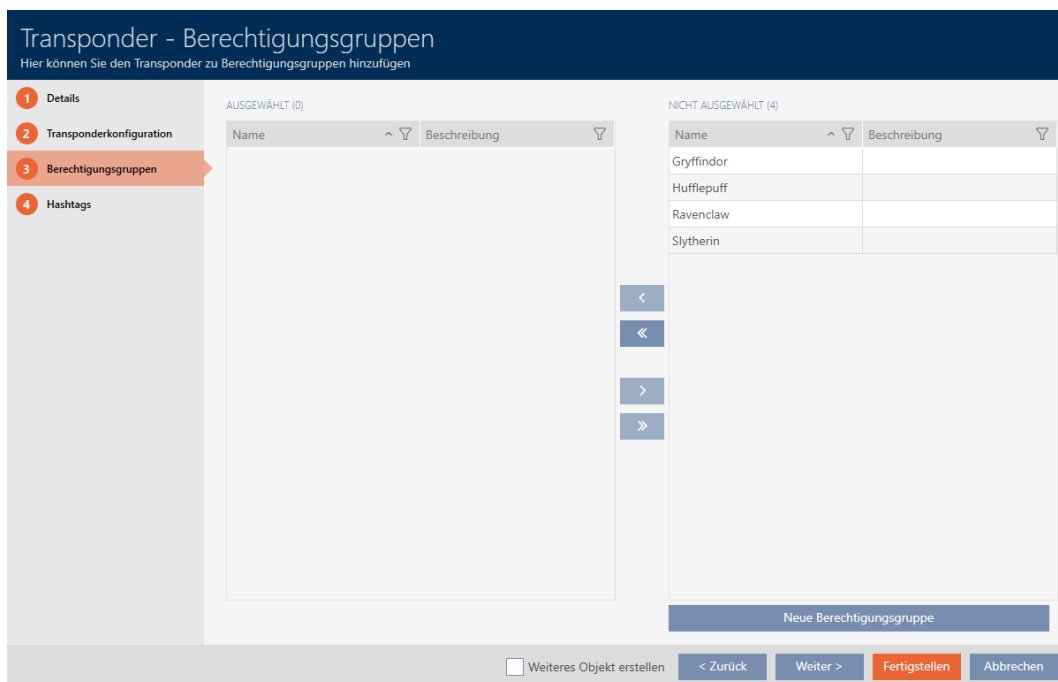 Transponder - Berechtigungsgruppen
Hier können Sie den Transponder zu Berechtigungsgruppen hinzufügen
1 Details
2 Transponderkonfiguration
3 Berechtigungsgruppen
4 Hashtags
AUSGEWÄHLT (0)
Name Beschreibung
NICHT AUSGEWÄHLT (4)
Name Beschreibung
Gryffindor
Hufflepuff
Ravenclaw
Slytherin
Neue Berechtigungsgruppe
Weiteres Objekt erstellen < Zurück Weiter > Fertigstellen Abbrechen